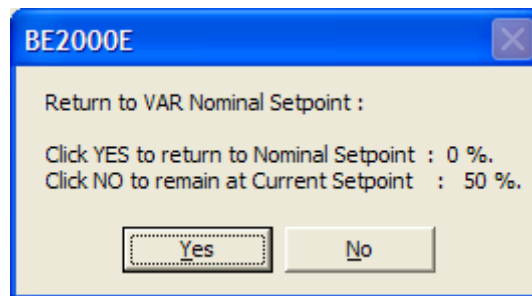 BE2000E
Return to VAR Nominal Setpoint :
Click YES to return to Nominal Setpoint : 0 %.
Click NO to remain at Current Setpoint : 50 %.
Yes
No